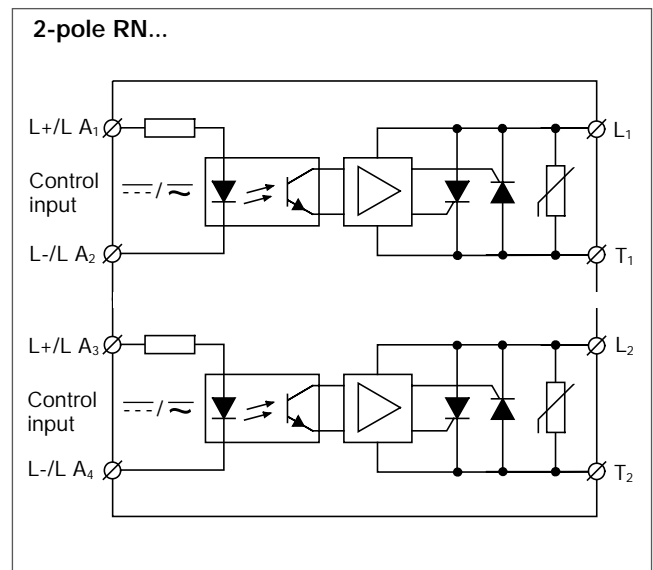 2-pole RN...
L+/L A₁
L₁
Control
input
L-/L A₂
T₁
L+/L A₃
L₂
Control
input
L-/L A₄
T₂